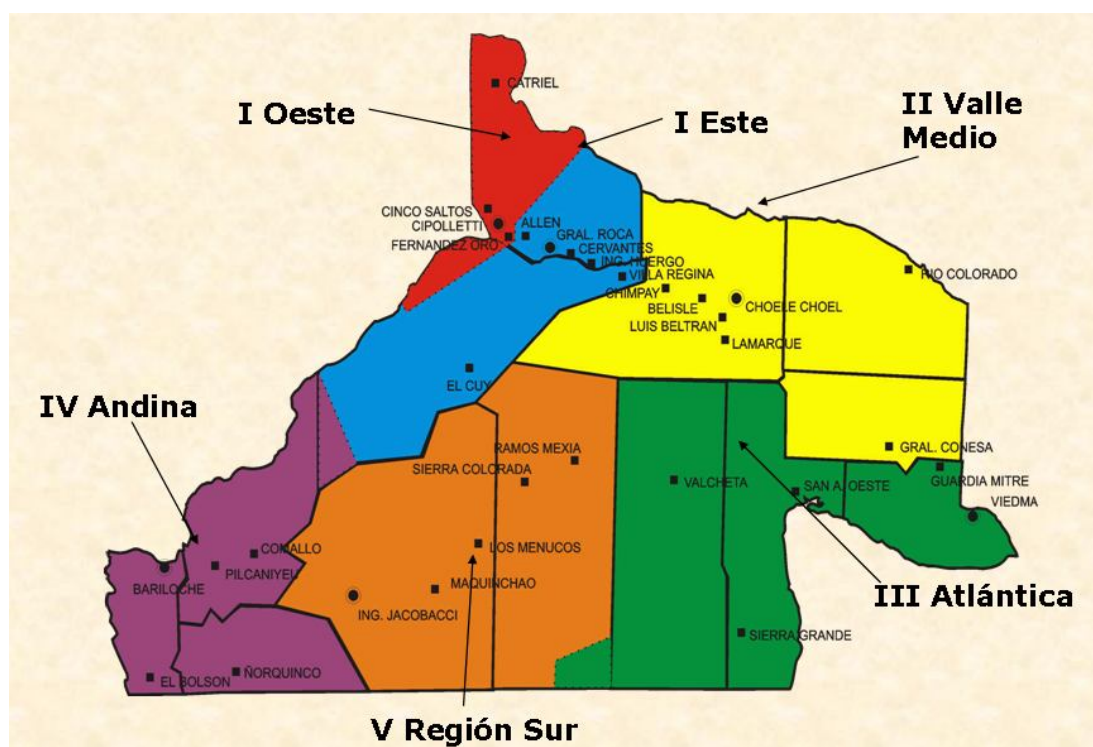 CATRIEL
I Oeste
I Este
II Valle
Medio
CINCO SALTOS
CIPOLLETTI
ALLEN
FERNANDEZ ORO
GRAL. ROCA
CERVANTES
ING. HUERGO
VILLA REGINA
CHIMPAY
BELISLE
CHOELE CHOEL
LUIS BELTRAN
LAMARQUE
RIO COLORADO
EL CUY
IV Andina
RAMOS MEXIA
SIERRA COLORADA
VALCHETA
SAN A. OESTE
GRAL. CONESA
GUARDIA MITRE
VIEDMA
LOS MENUCOS
COMALLO
PILCANIYEU
BARILOCHE
MAQUINCHAO
ING. JACOBACCI
III Atlántica
SIERRA GRANDE
EL BOLSON
ÑORQUINCO
V Región Sur